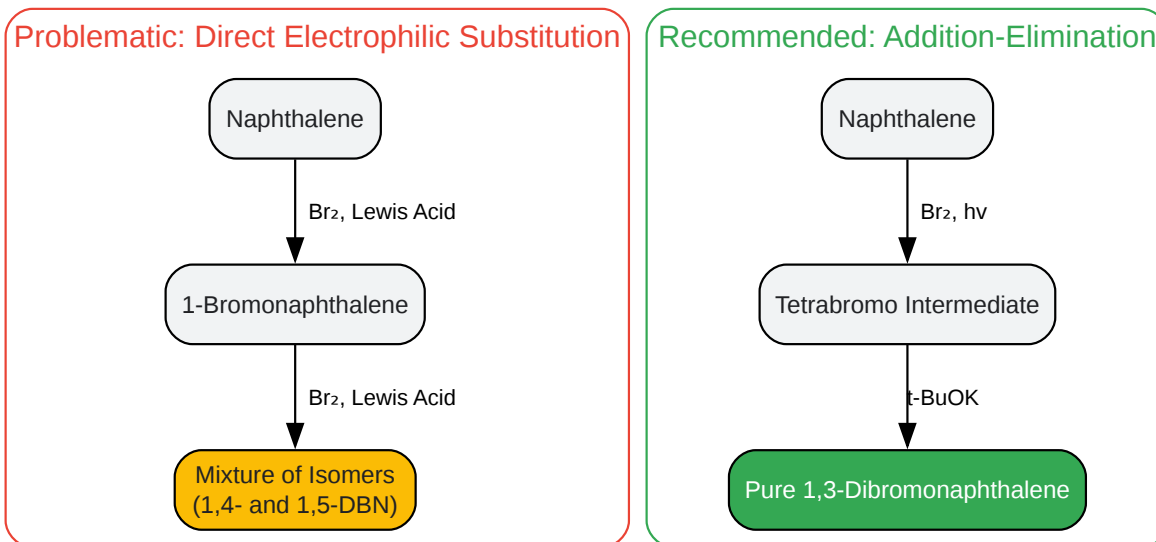 Problematic: Direct Electrophilic Substitution
Naphthalene
Br₂, Lewis Acid
1-Bromonaphthalene
Br₂, Lewis Acid
Mixture of Isomers
(1,4- and 1,5-DBN)
Recommended: Addition-Elimination
Naphthalene
Br₂, hv
Tetrabromo Intermediate
t-BuOK
Pure 1,3-Dibromonaphthalene